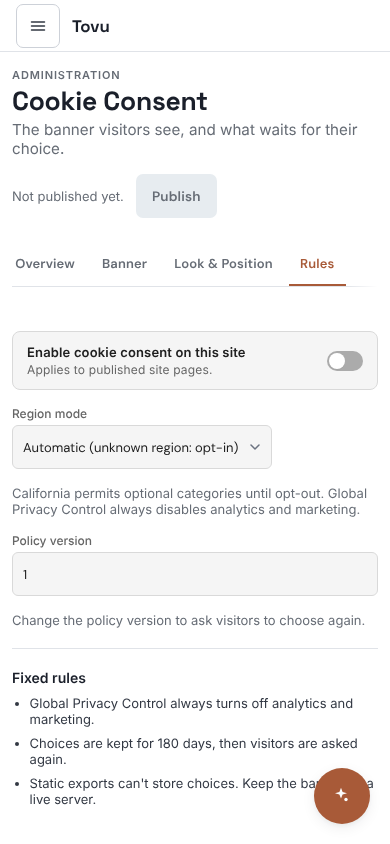 Tovu
ADMINISTRATION
Cookie Consent
The banner visitors see, and what waits for their
choice.
Not published yet.
Publish
Overview
Banner
Look & Position
Rules
Enable cookie consent on this site
Applies to published site pages.
Region mode
Automatic (unknown region: opt-in)
California permits optional categories until opt-out. Global
Privacy Control always disables analytics and marketing.
Policy version
1
Change the policy version to ask visitors to choose again.
Fixed rules
• Global Privacy Control always turns off analytics and
marketing.
• Choices are kept for 180 days, then visitors are asked
again.
• Static exports can't store choices. Keep the a
live server.